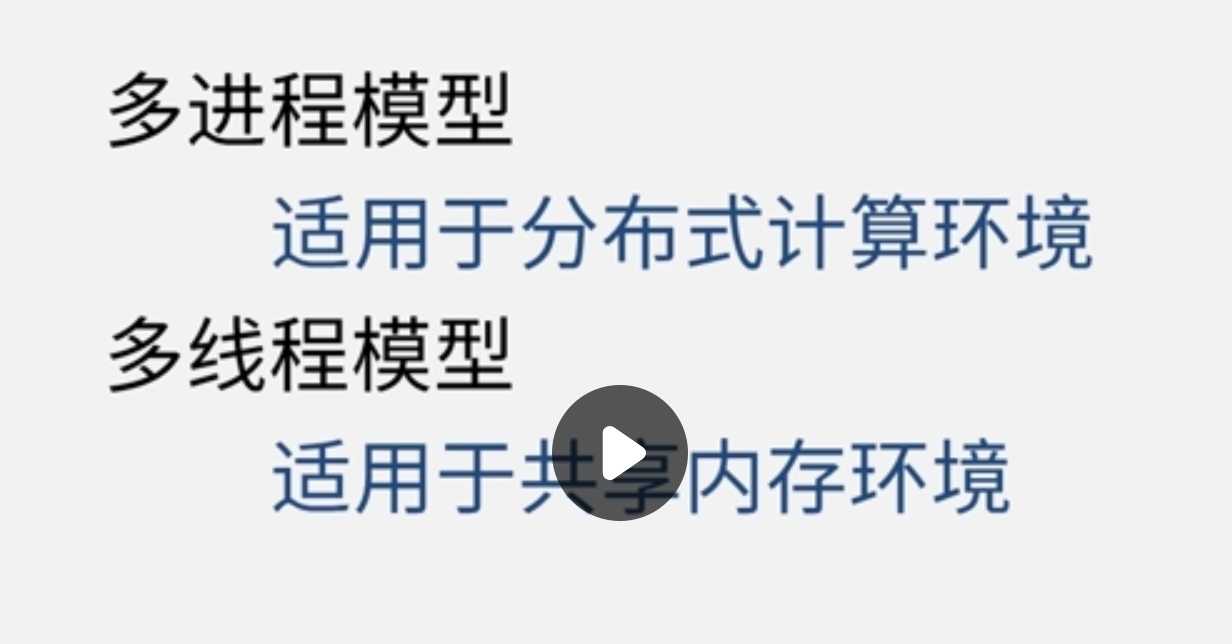 多进程模型
适用于分布式计算环境
多线程模型
适用于共享内存环境